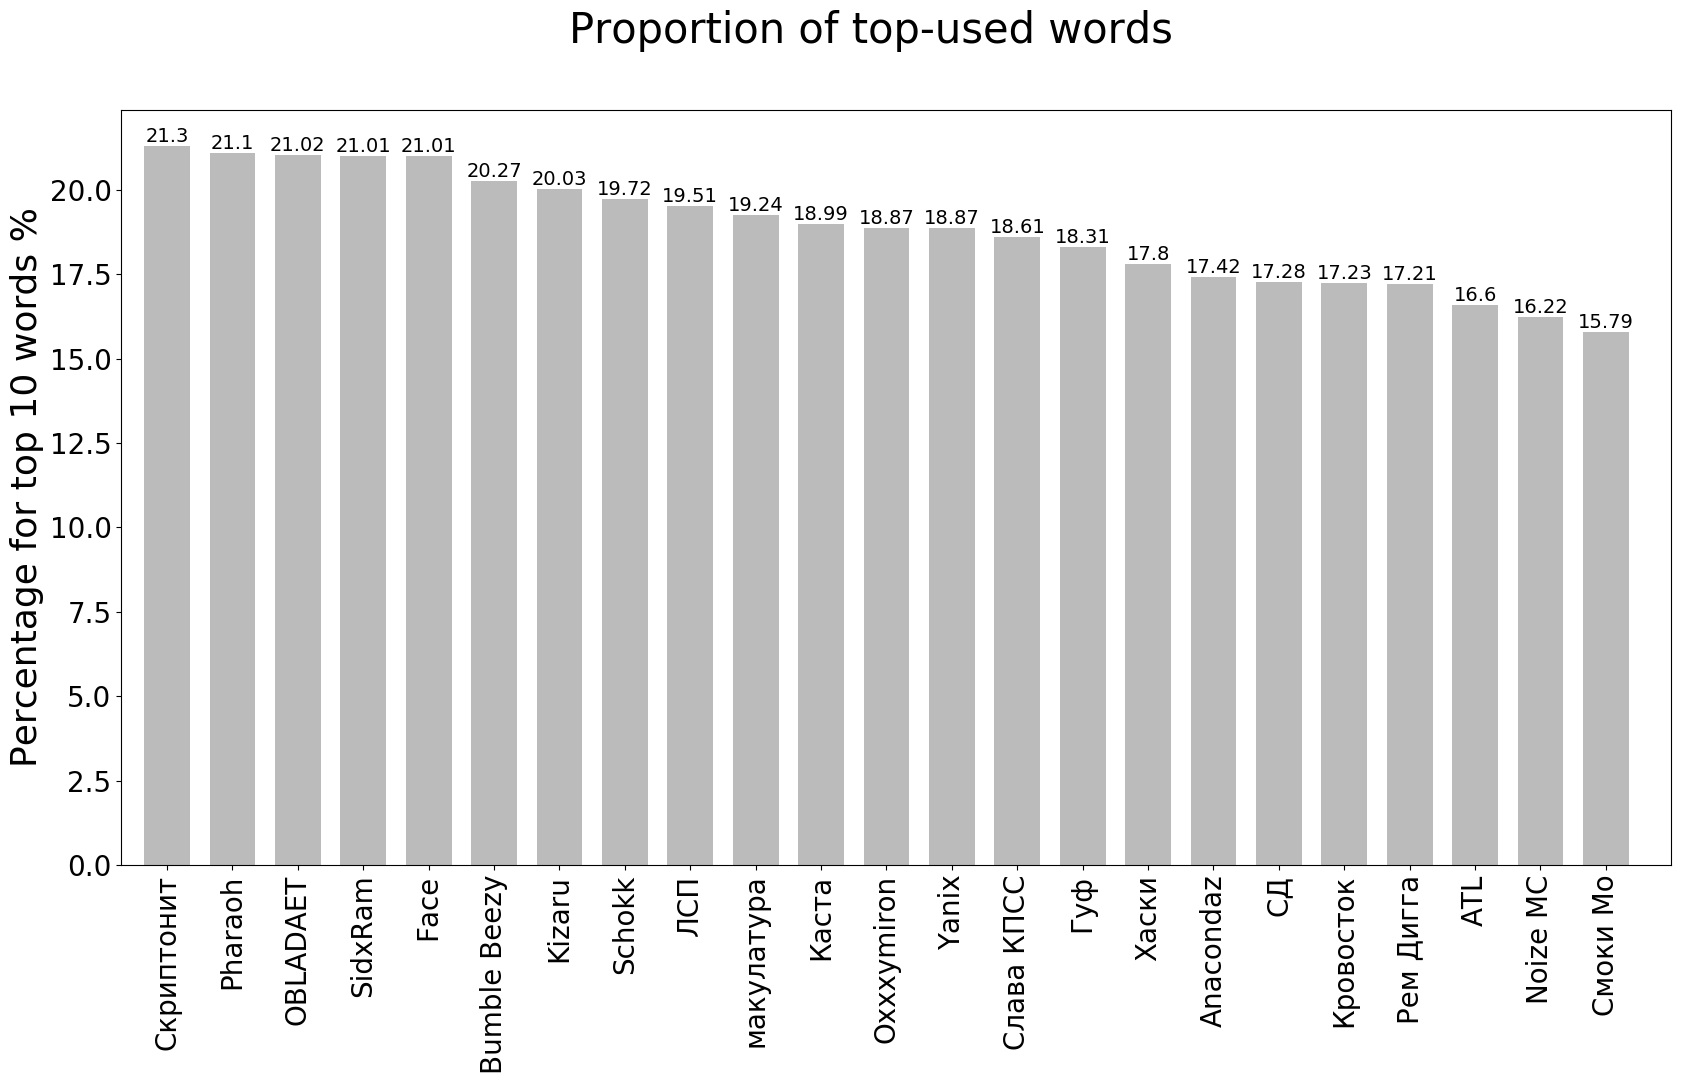 Proportion of top-used words
Percentage for top 10 words %
20.0
17.5
15.0
12.5
10.0
7.5
5.0
2.5
0.0
21.3
21.1
21.02
21.01
21.01
20.27
20.03
19.72
19.51
19.24
18.99
18.87
18.87
18.61
18.31
17.8
17.42
17.28
17.23
17.21
16.6
16.22
15.79
Скриптонит
Pharaoh
OBLADAET
SidxRam
Face
Bumble Beezy
Kizaru
Schokk
ЛСП
макулатура
Каста
Oxxxymiron
Yanix
Слава КПСС
Гуф
Хаски
Anacondaz
СД
Кровосток
Рем Дигга
ATL
Noize MC
Смоки Мо